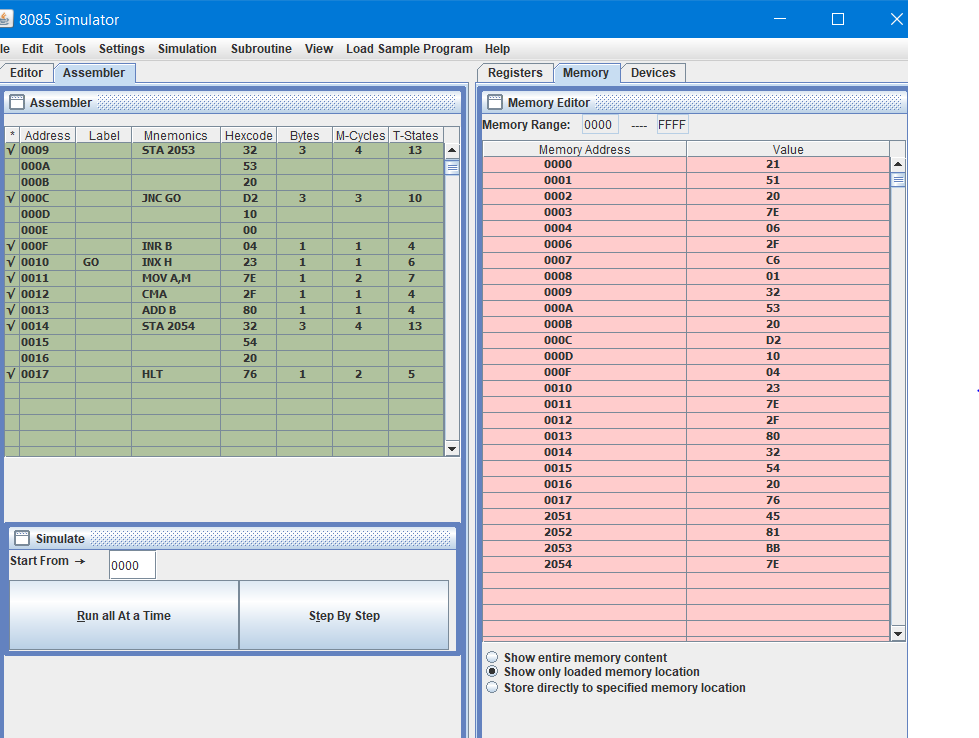 8085 Simulator
le Edit Tools Settings Simulation Subroutine View Load Sample Program Help
Editor Assembler
Assembler
* Address Label Mnemonics Hexcode Bytes M-Cycles T-States
√ 0009 STA 2053 32 3 4 13
000A 53
000B 20
√ 000C JNC GO D2 3 3 10
000D 10
000E 00
√ 000F INR B 04 1 1 4
√ 0010 GO INX H 23 1 1 6
√ 0011 MOV A,M 7E 1 2 7
√ 0012 CMA 2F 1 1 4
√ 0013 ADD B 80 1 1 4
√ 0014 STA 2054 32 3 4 13
0015 54
0016 20
√ 0017 HLT 76 1 2 5
Simulate
Start From → 0000
Run all At a Time Step By Step
Registers Memory Devices
Memory Editor
Memory Range: 0000 ---- FFFF
Memory Address Value
0000 21
0001 51
0002 20
0003 7E
0004 06
0006 2F
0007 C6
0008 01
0009 32
000A 53
000B 20
000C D2
000D 10
000F 04
0010 23
0011 7E
0012 2F
0013 80
0014 32
0015 54
0016 20
0017 76
2051 45
2052 81
2053 BB
2054 7E
Show entire memory content
Show only loaded memory location
Store directly to specified memory location